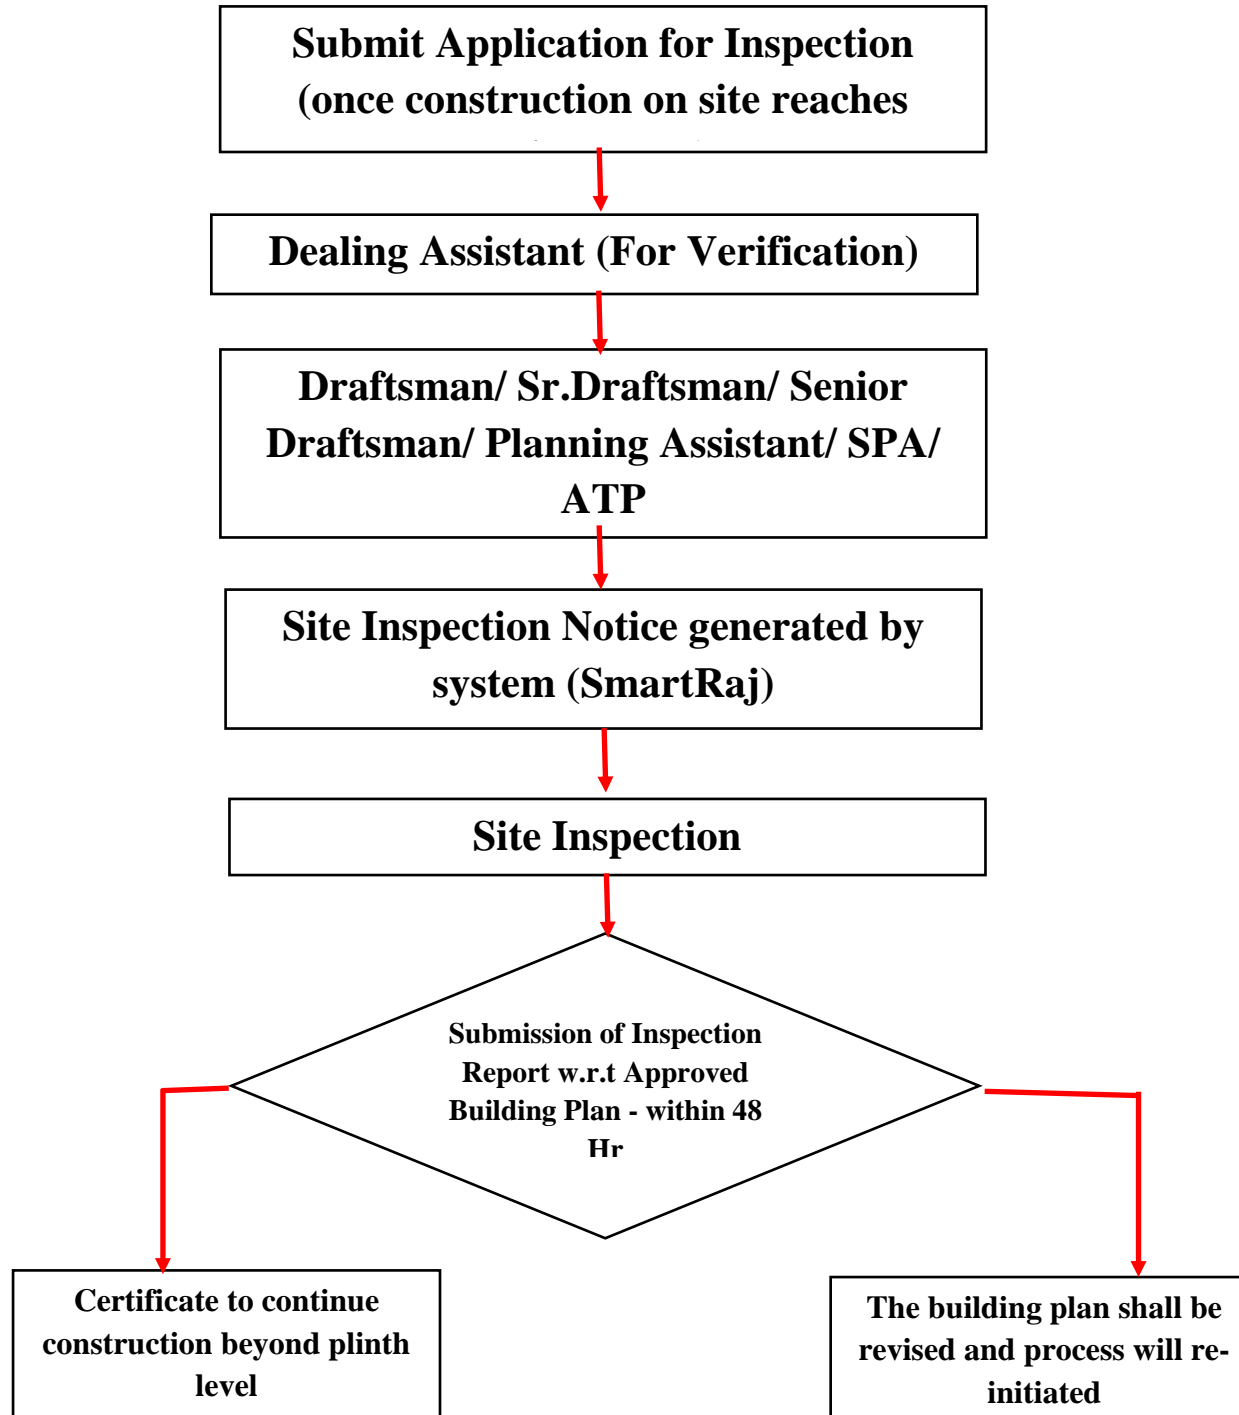 Submit Application for Inspection
(once construction on site reaches
Dealing Assistant (For Verification)
Draftsman/ Sr.Draftsman/ Senior
Draftsman/ Planning Assistant/ SPA/
ATP
Site Inspection Notice generated by
system (SmartRaj)
Site Inspection
Submission of Inspection
Report w.r.t Approved
Building Plan - within 48
Hr
Certificate to continue
construction beyond plinth
level
The building plan shall be
revised and process will re-
initiated